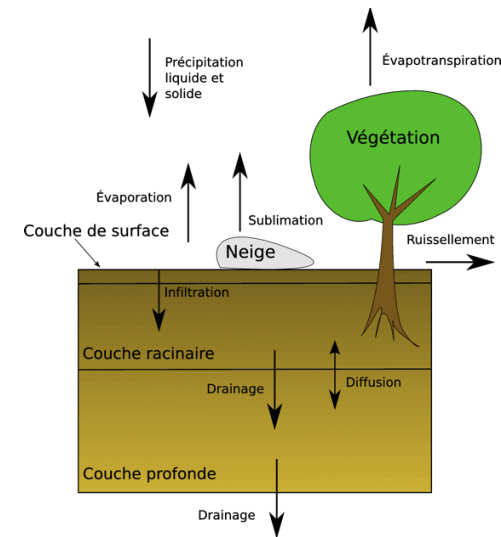 Précipitation
liquide et
solide
Évapotranspiration
Végétation
Évaporation
Sublimation
Couche de surface
Neige
Ruissellement
Infiltration
Couche racinaire
Drainage
Diffusion
Couche profonde
Drainage